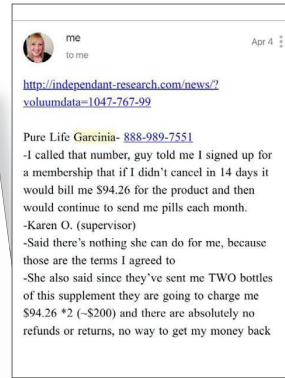 me
Apr 4
to me
http://independant-research.com/news/?
voluumdata=1047-767-99
Pure Life Garcinia- 888-989-7551
-I called that number, guy told me I signed up for
a membership that if I didn't cancel in 14 days it
would bill me $94.26 for the product and then
would continue to send me pills each month.
-Karen O. (supervisor)
-Said there's nothing she can do for me, because
those are the terms I agreed to
-She also said since they've sent me TWO bottles
of this supplement they are going to charge me
$94.26 *2 (~$200) and there are absolutely no
refunds or returns, no way to get my money back